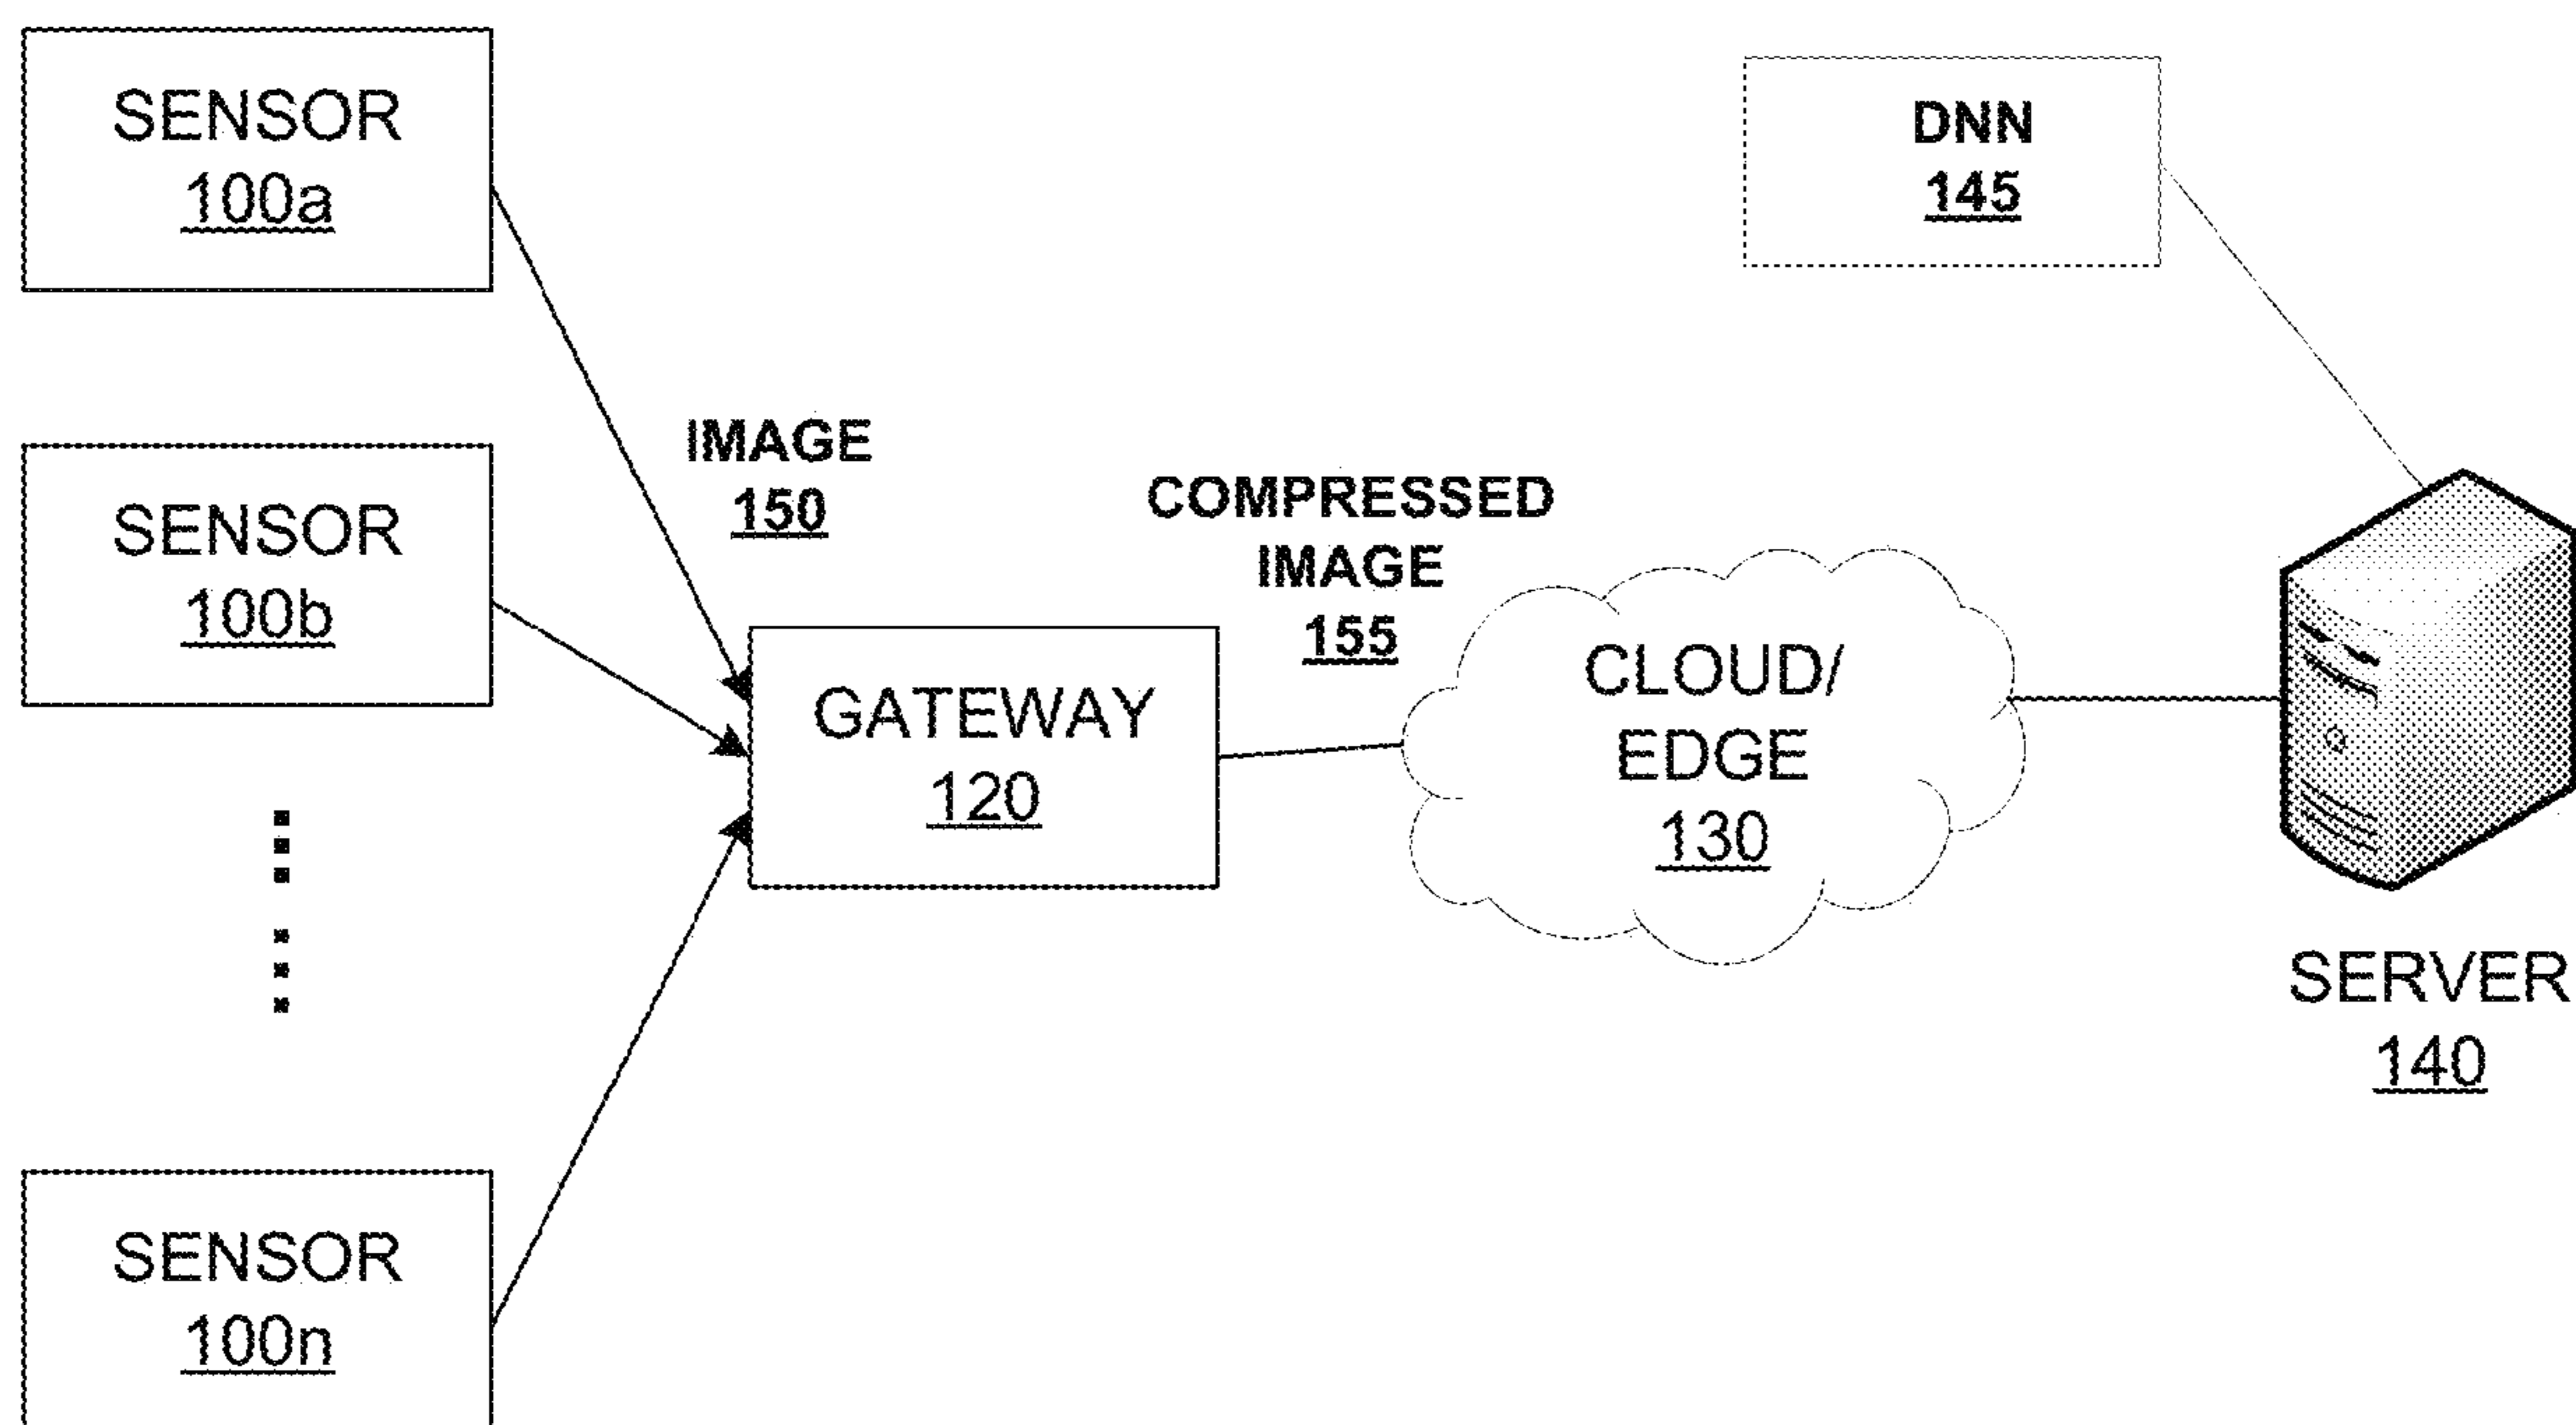 SENSOR
100a
DNN
145
IMAGE
150
SENSOR
100b
COMPRESSED
IMAGE
155
GATEWAY
120
CLOUD/
EDGE
130
SERVER
140
SENSOR
100n